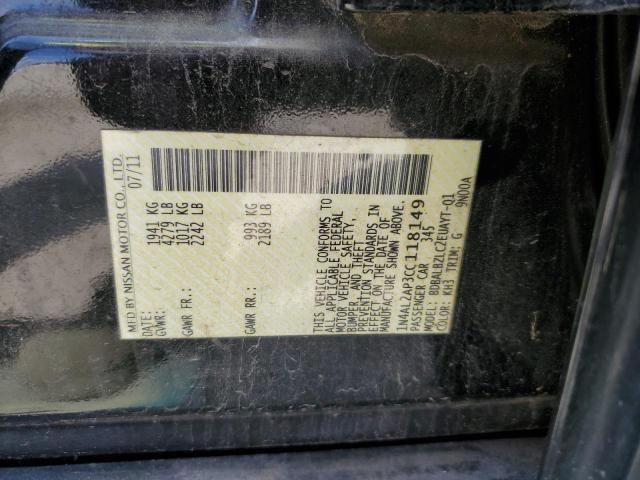 MFD BY NISSAN MOTOR CO., LTD.
DATE: 07/11
GVWR: 1941 KG
4279 LB
GAWR FR: 1017 KG
2242 LB
GAWR RR: 993 KG
2189 LB
THIS VEHICLE CONFORMS TO
ALL APPLICABLE FEDERAL
MOTOR VEHICLE SAFETY,
BUMPER, AND THEFT
PREVENTION STANDARDS IN
EFFECT ON THE DATE OF
MANUFACTURE SHOWN ABOVE.
1N4AL2AP3CC118149
PASSENGER CAR 345
MODEL: BDBALBZLC2EUAYT-01
COLOR: KH3 TRIM: G 9N00A